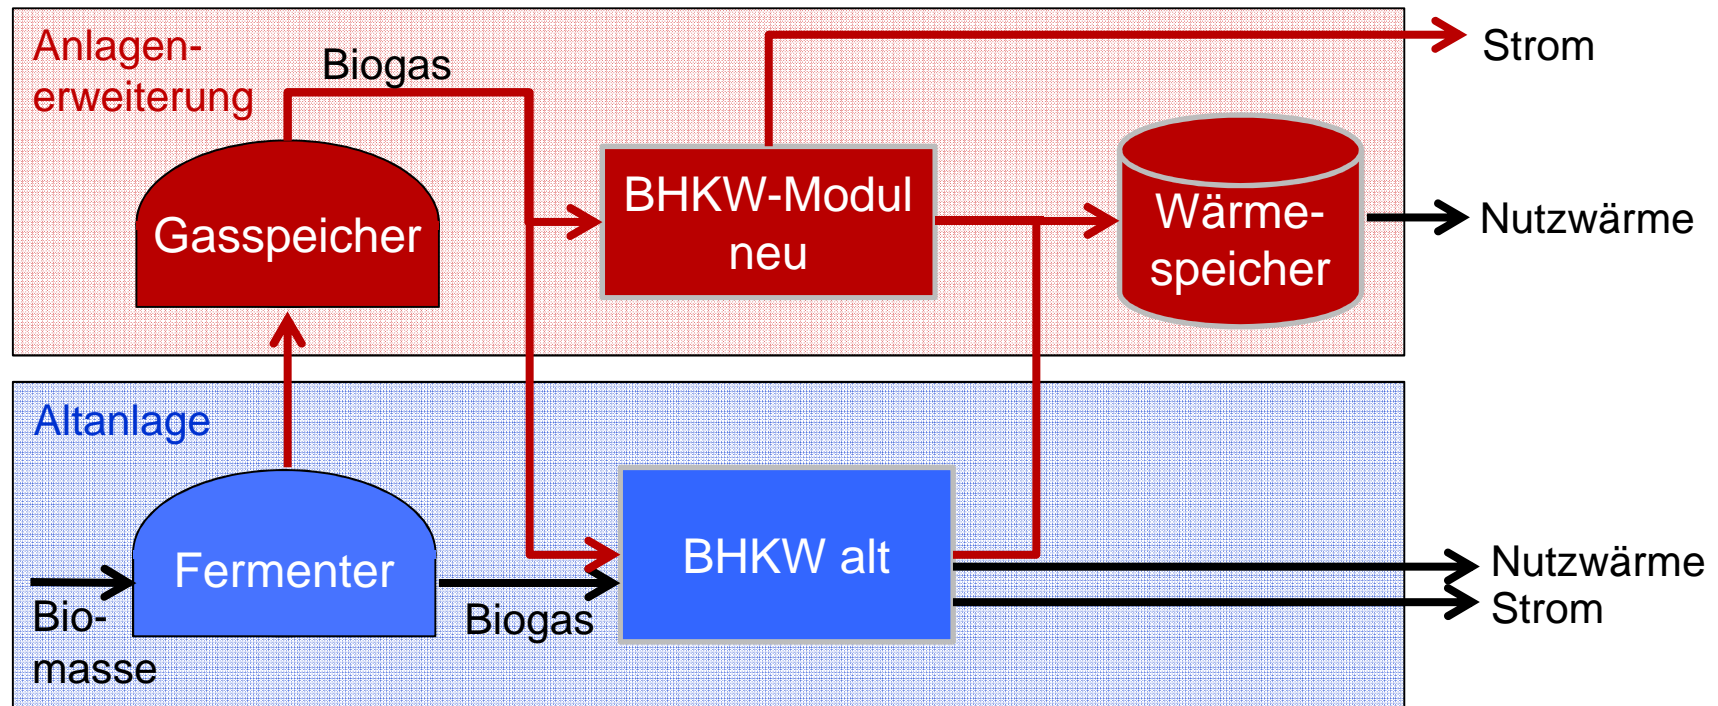 Anlagen-
erweiterung
Biogas
Strom
Gasspeicher
BHKW-Modul
neu
Wärme-
speicher
Nutzwärme
Altanlage
Fermenter
BHKW alt
Bio-
masse
Biogas
Nutzwärme
Strom